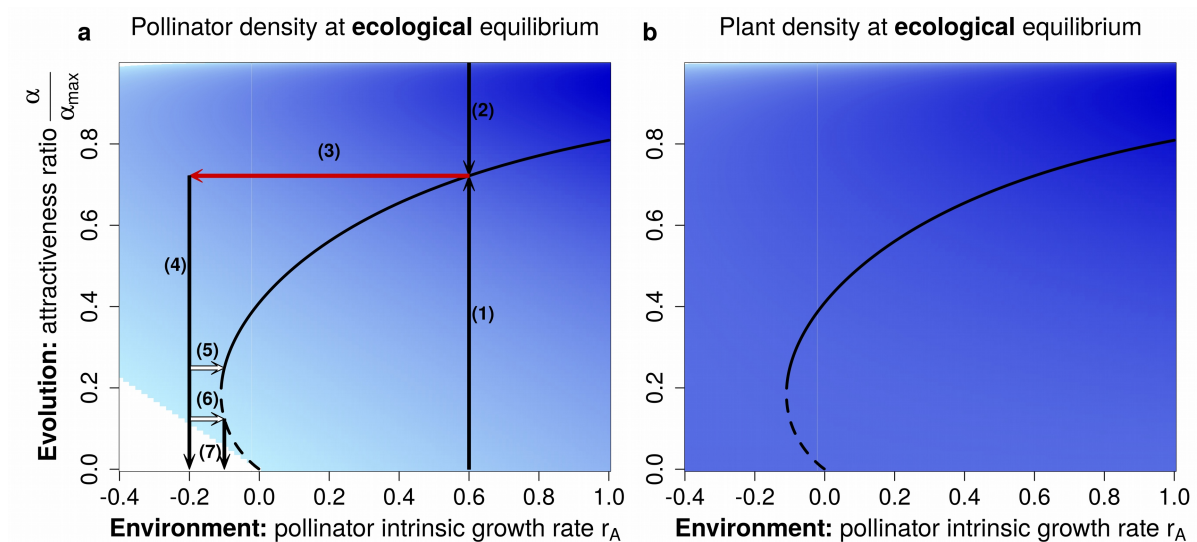 a Pollinator density at ecological equilibrium
b Plant density at ecological equilibrium
Evolution: attractiveness ratio α/αmax
0.0 0.2 0.4 0.6 0.8
(1)
(2)
(3)
(4)
(5)
(6)
(7)
-0.4 -0.2 0.0 0.2 0.4 0.6 0.8 1.0
Environment: pollinator intrinsic growth rate rA
0.0 0.2 0.4 0.6 0.8
-0.4 -0.2 0.0 0.2 0.4 0.6 0.8 1.0
Environment: pollinator intrinsic growth rate rA